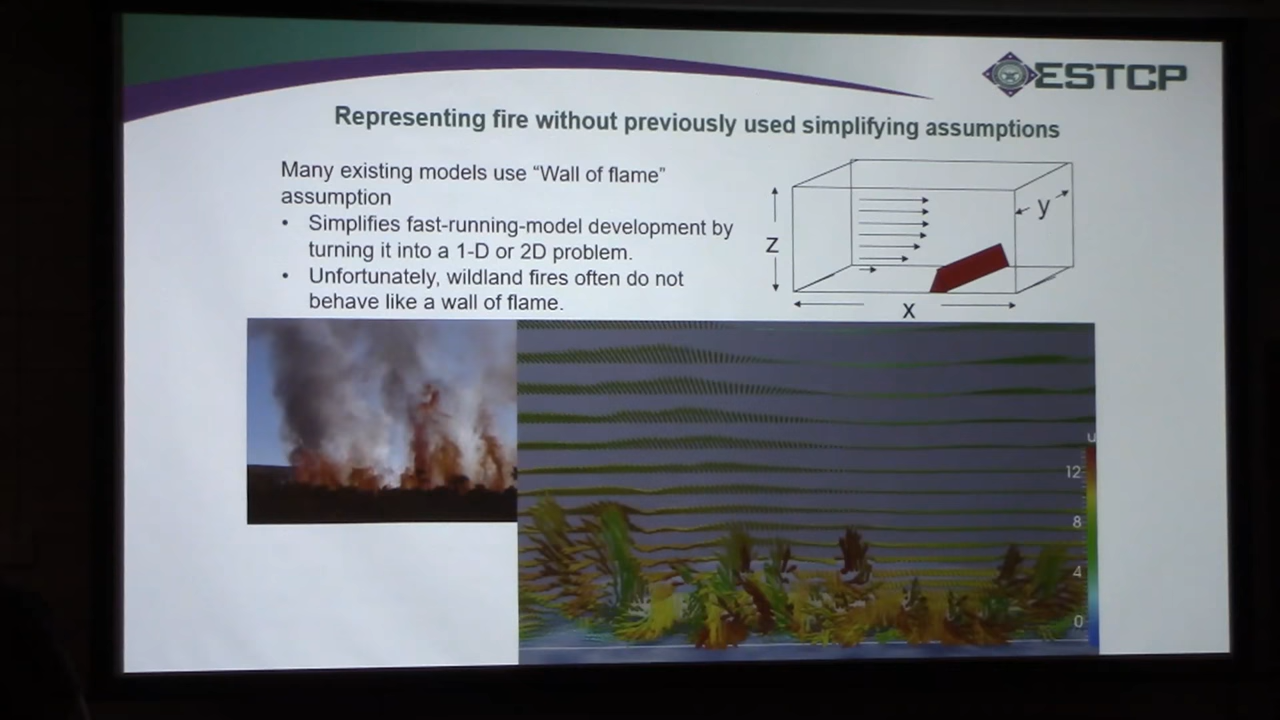 ESTCP
Representing fire without previously used simplifying assumptions
Many existing models use “Wall of flame”
assumption
• Simplifies fast-running-model development by
turning it into a 1-D or 2D problem.
• Unfortunately, wildland fires often do not
behave like a wall of flame.
y
Z
X
u
12
8
4
0